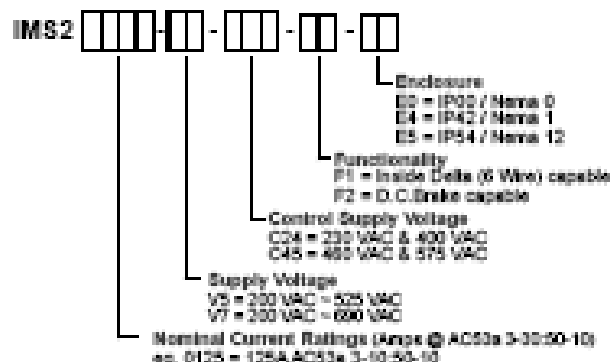 IMS2 - - - -
Enclosure
E0 = IP00 / Nema 0
E4 = IP42 / Nema 1
E5 = IP54 / Nema 12
Functionality
F1 = Inside Delta (6 Wire) capable
F2 = D.C.Brake capable
Control Supply Voltage
C24 = 230 VAC & 400 VAC
C45 = 460 VAC & 575 VAC
Supply Voltage
V5 = 200 VAC ~ 525 VAC
V7 = 200 VAC ~ 690 VAC
Nominal Current Ratings (Amps @ AC53a 3-30:50-10)
eg. 0125 = 125A AC53a 3-10:50-10